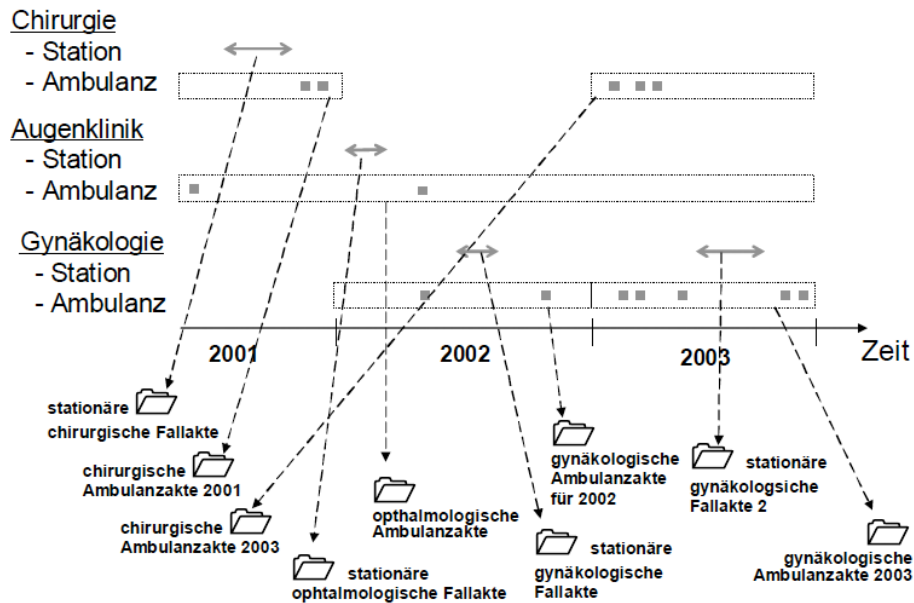 Chirurgie
- Station
- Ambulanz
Augenklinik
- Station
- Ambulanz
Gynäkologie
- Station
- Ambulanz
2001
2002
2003
Zeit
stationäre
chirurgische Fallakte
chirurgische
Ambulanzakte 2001
chirurgische
Ambulanzakte 2003
stationäre
ophtalmologische Fallakte
opthalmologische
Ambulanzakte
stationäre
gynäkologische
Fallakte
gynäkologische
Ambulanzakte
für 2002
stationäre
gynäkologsiche
Fallakte 2
gynäkologische
Ambulanzakte 2003